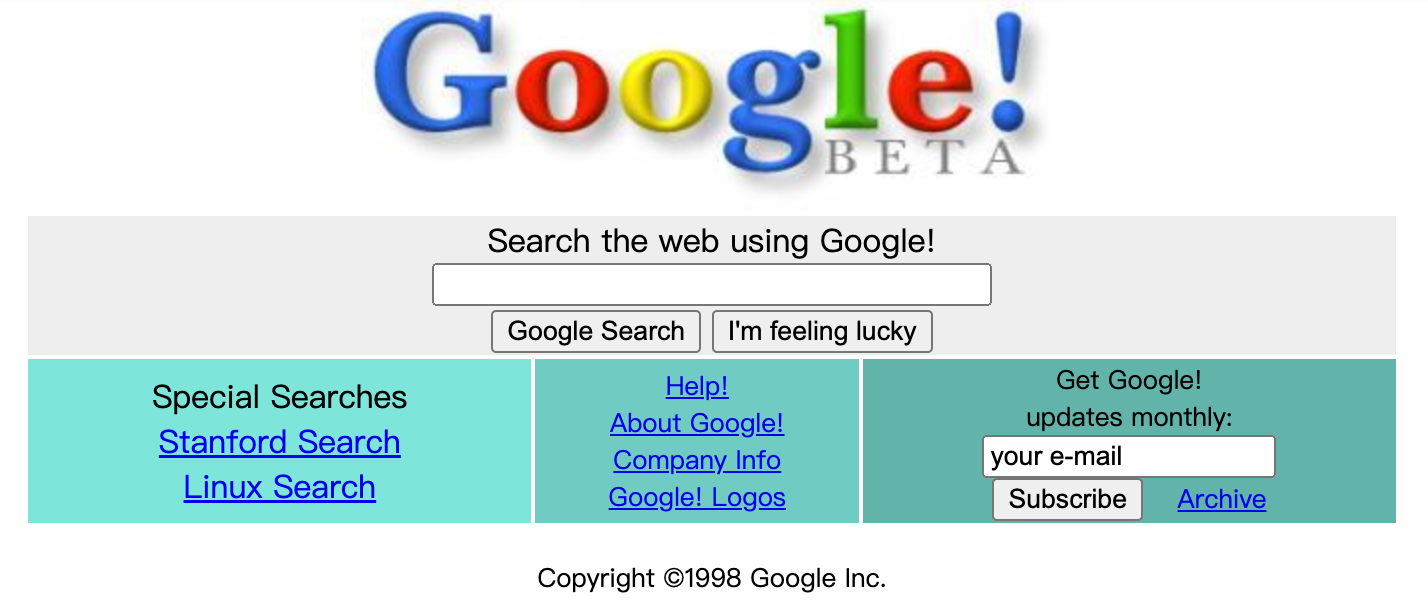 Google!
BETA
Search the web using Google!
Google Search I'm feeling lucky
Special Searches
Stanford Search
Linux Search
Help!
About Google!
Company Info
Google! Logos
Get Google!
updates monthly:
your e-mail
Subscribe Archive
Copyright ©1998 Google Inc.